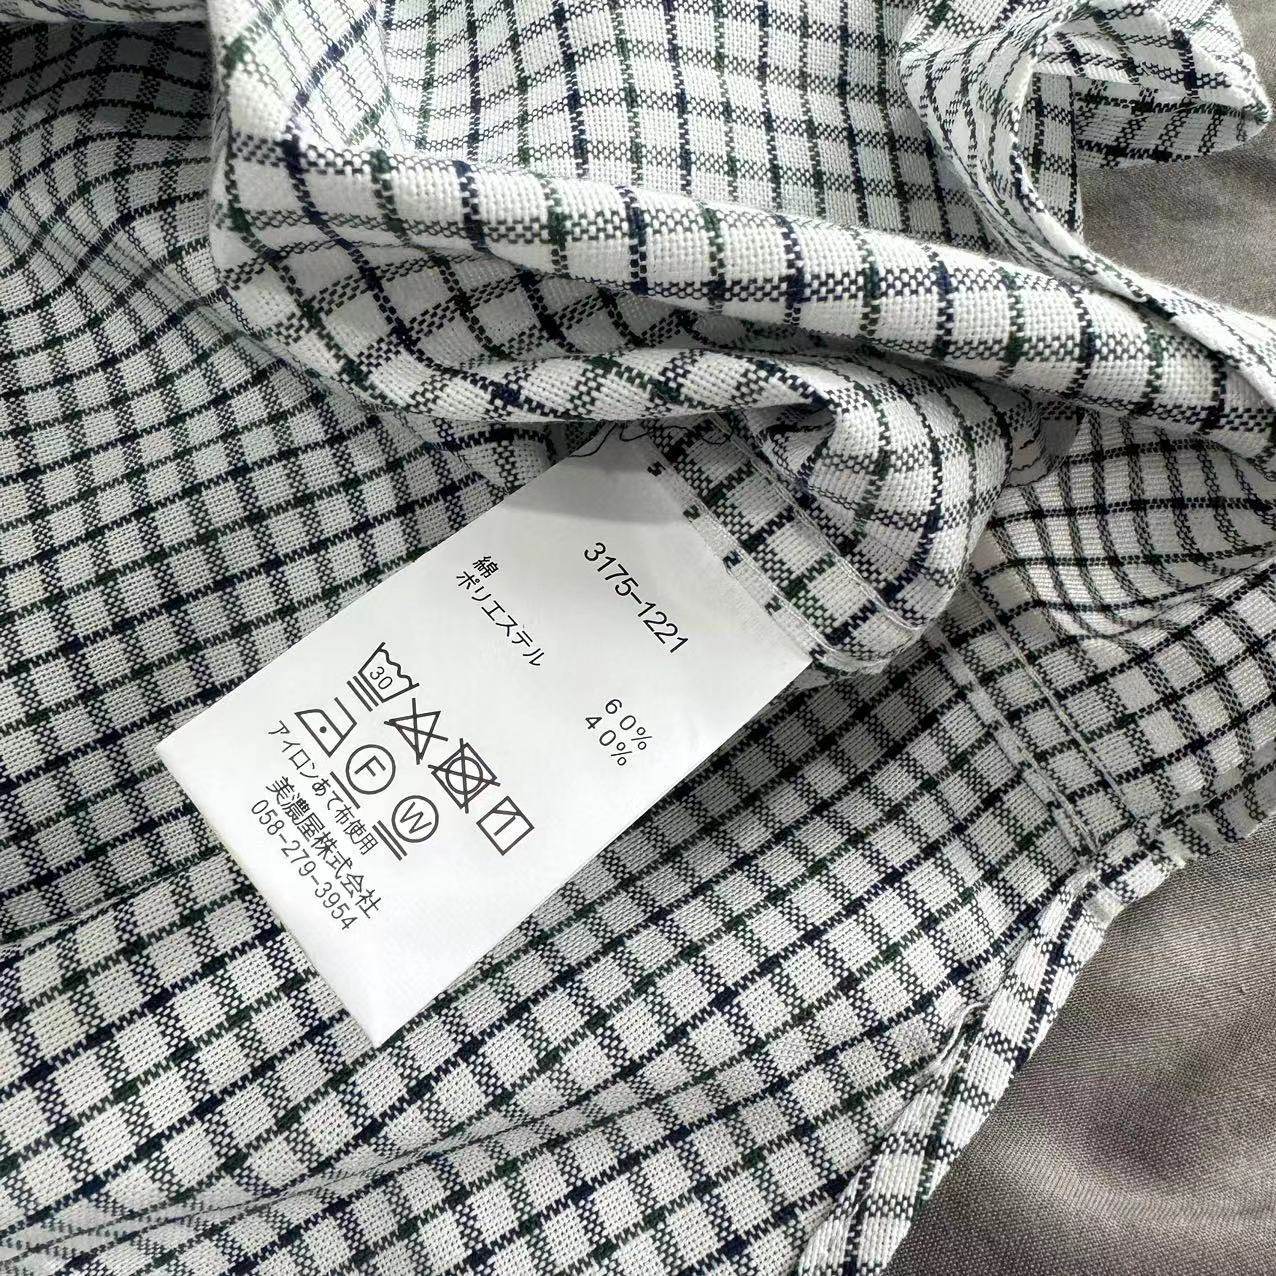 3175-1221
綿 60%
ポリエステル 40%
30
F
W
アイロンあて布使用
美濃屋株式会社
058-279-3954